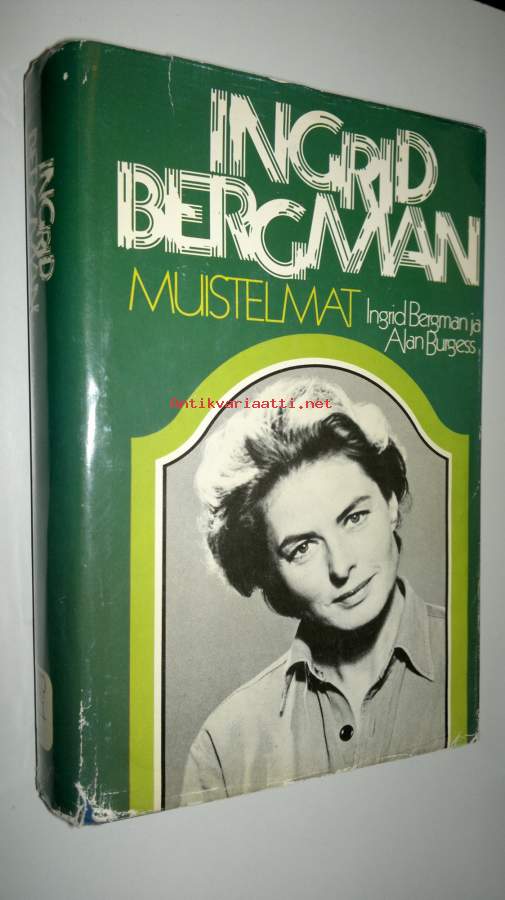 INGRID
BERGMAN
MUISTELMAT
Ingrid Bergman ja
Alan Burgess
Antikvariaatti.net
INGRID
BERGMAN